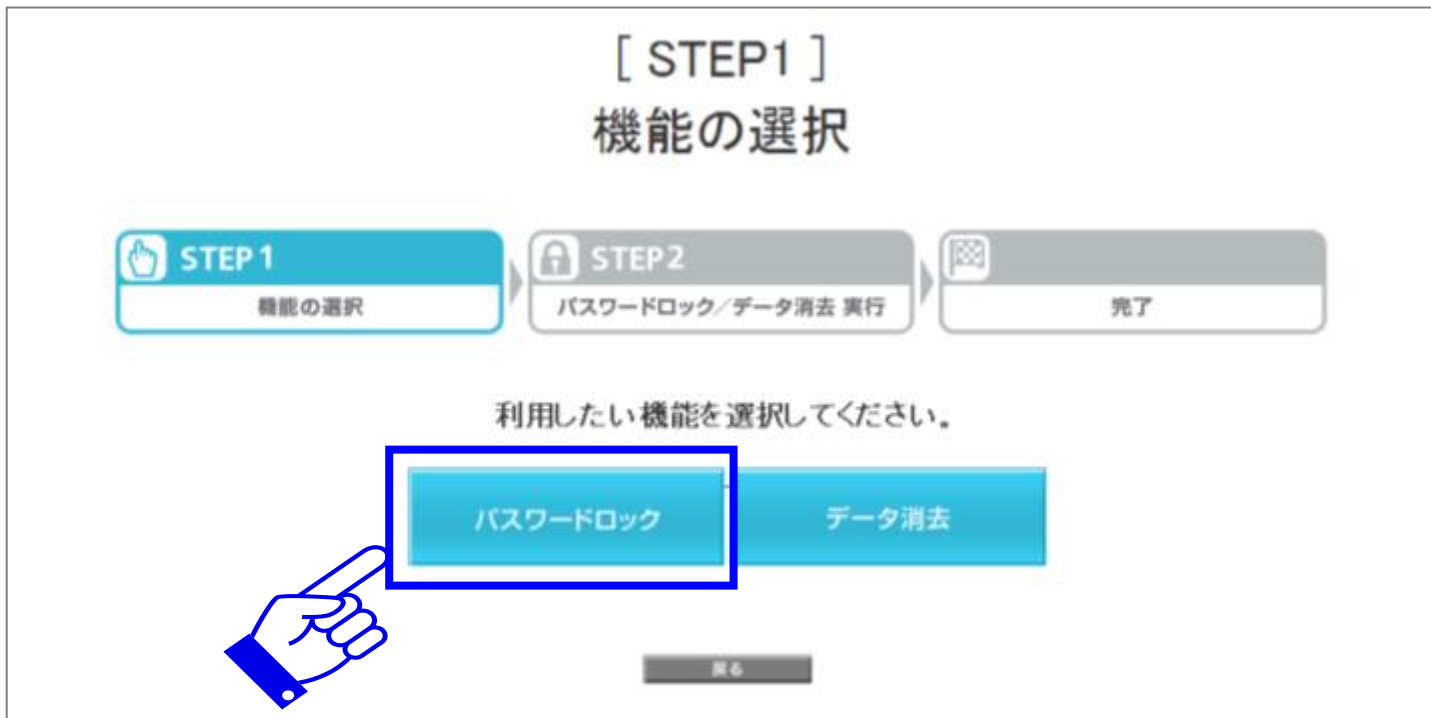 [ STEP1 ]
機能の選択
STEP 1
機能の選択
STEP 2
パスワードロック/データ消去 実行
完了
利用したい機能を選択してください。
パスワードロック
データ消去
戻る